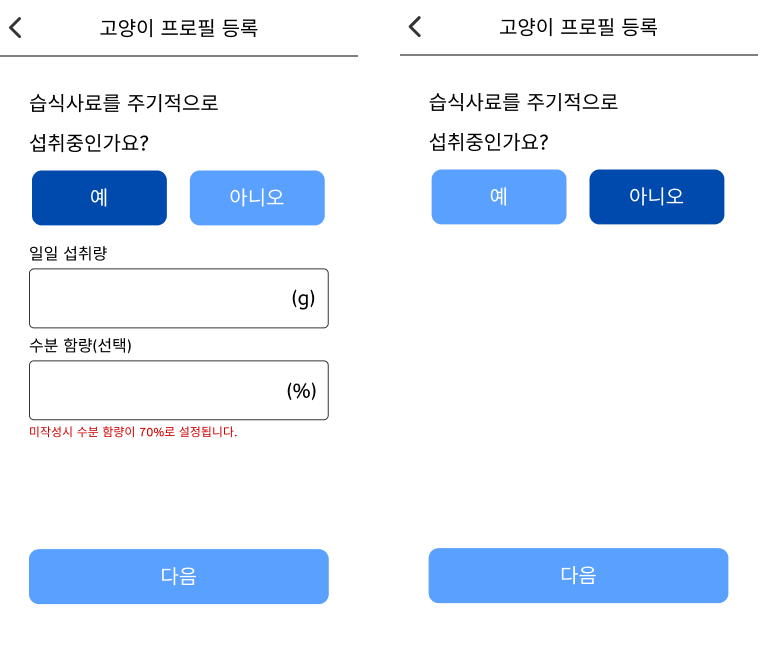 고양이 프로필 등록
습식사료를 주기적으로
섭취중인가요?
예 아니오
일일 섭취량
(g)
수분 함량(선택)
(%)
미작성시 수분 함량이 70%로 설정됩니다.
다음
고양이 프로필 등록
습식사료를 주기적으로
섭취중인가요?
예 아니오
다음